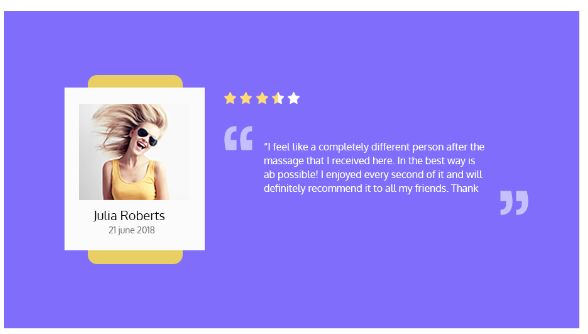 "I feel like a completely different person after the
massage that I received here. In the best way is
ab possible! I enjoyed every second of it and will
definitely recommend it to all my friends. Thank
Julia Roberts
21 june 2018